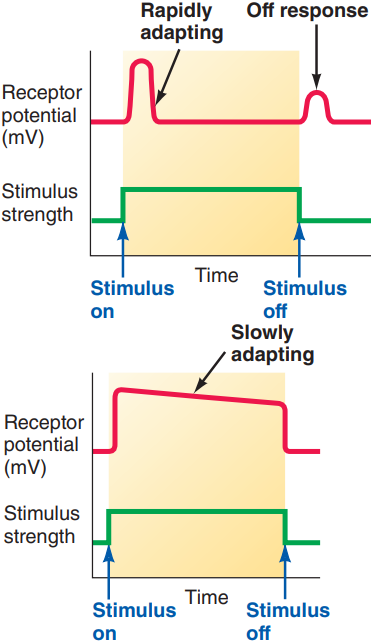 Rapidly
adapting
Off response
Receptor
potential
(mV)
Stimulus
strength
Time
Stimulus
on
Stimulus
off
Slowly
adapting
Receptor
potential
(mV)
Stimulus
strength
Time
Stimulus
on
Stimulus
off